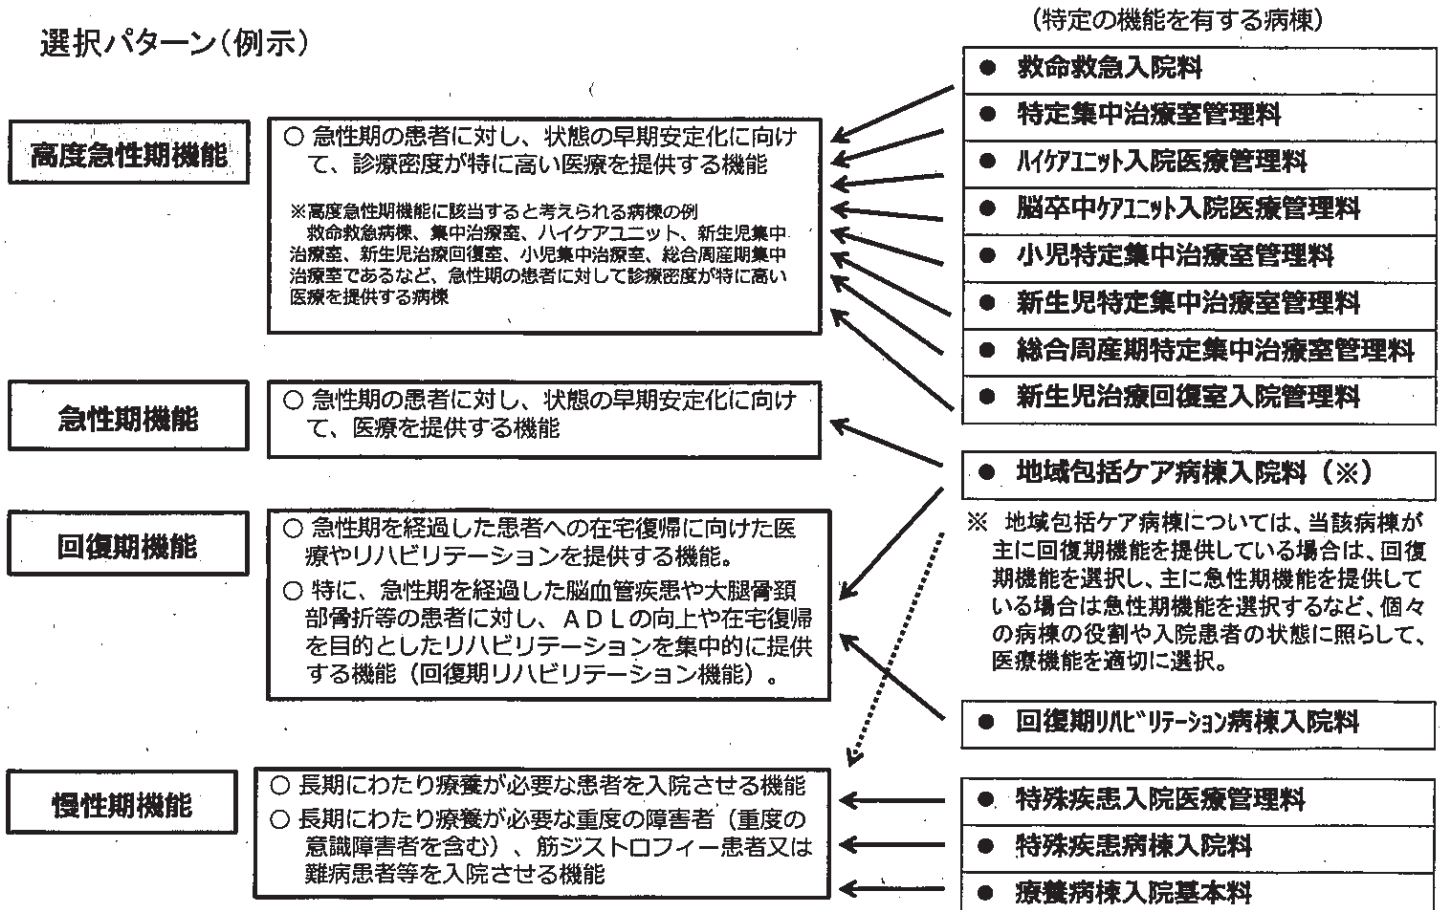 選択パターン(例示)
(特定の機能を有する病棟)
高度急性期機能
○ 急性期の患者に対し、状態の早期安定化に向け
て、診療密度が特に高い医療を提供する機能
※高度急性期機能に該当すると考えられる病棟の例
救命救急病棟、集中治療室、ハイケアユニット、新生児集中
治療室、新生児治療回復室、小児集中治療室、総合周産期集中
治療室であるなど、急性期の患者に対して診療密度が特に高い
医療を提供する病棟
● 救命救急入院料
● 特定集中治療室管理料
● ﾊｲｹｱﾕﾆｯﾄ入院医療管理料
● 脳卒中ｹｱﾕﾆｯﾄ入院医療管理料
● 小児特定集中治療室管理料
● 新生児特定集中治療室管理料
● 総合周産期特定集中治療室管理料
● 新生児治療回復室入院管理料
急性期機能
○ 急性期の患者に対し、状態の早期安定化に向け
て、医療を提供する機能
● 地域包括ケア病棟入院料（※）
※ 地域包括ケア病棟については、当該病棟が
主に回復期機能を提供している場合は、回復
期機能を選択し、主に急性期機能を提供して
いる場合は急性期機能を選択するなど、個々
の病棟の役割や入院患者の状態に照らして、
医療機能を適切に選択。
回復期機能
○ 急性期を経過した患者への在宅復帰に向けた医
療やリハビリテーションを提供する機能。
○ 特に、急性期を経過した脳血管疾患や大腿骨頚
部骨折等の患者に対し、ＡＤＬの向上や在宅復帰
を目的としたリハビリテーションを集中的に提供
する機能（回復期リハビリテーション機能）。
● 回復期ﾘﾊﾋﾞﾘﾃｰｼｮﾝ病棟入院料
慢性期機能
○ 長期にわたり療養が必要な患者を入院させる機能
○ 長期にわたり療養が必要な重度の障害者（重度の
意識障害者を含む）、筋ジストロフィー患者又は
難病患者等を入院させる機能
● 特殊疾患入院医療管理料
● 特殊疾患病棟入院料
● 療養病棟入院基本料